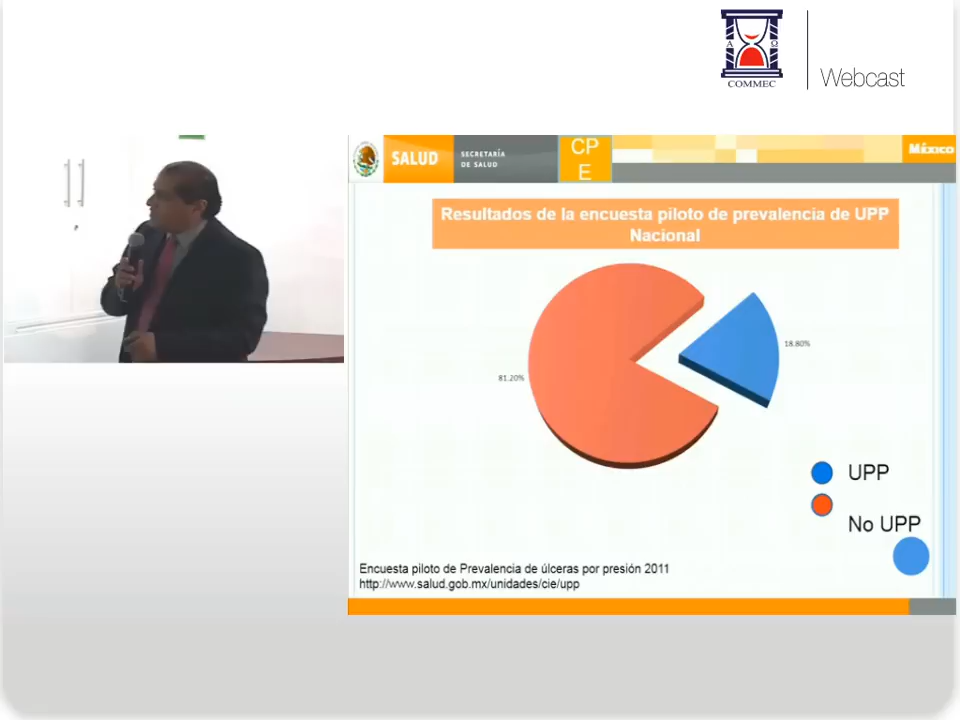 A Ω
COMMEC
Webcast
SALUD
SECRETARÍA
DE SALUD
CP
E
México
Resultados de la encuesta piloto de prevalencia de UPP
Nacional
18.80%
81.20%
UPP
No UPP
Encuesta piloto de Prevalencia de úlceras por presión 2011
http://www.salud.gob.mx/unidades/cie/upp